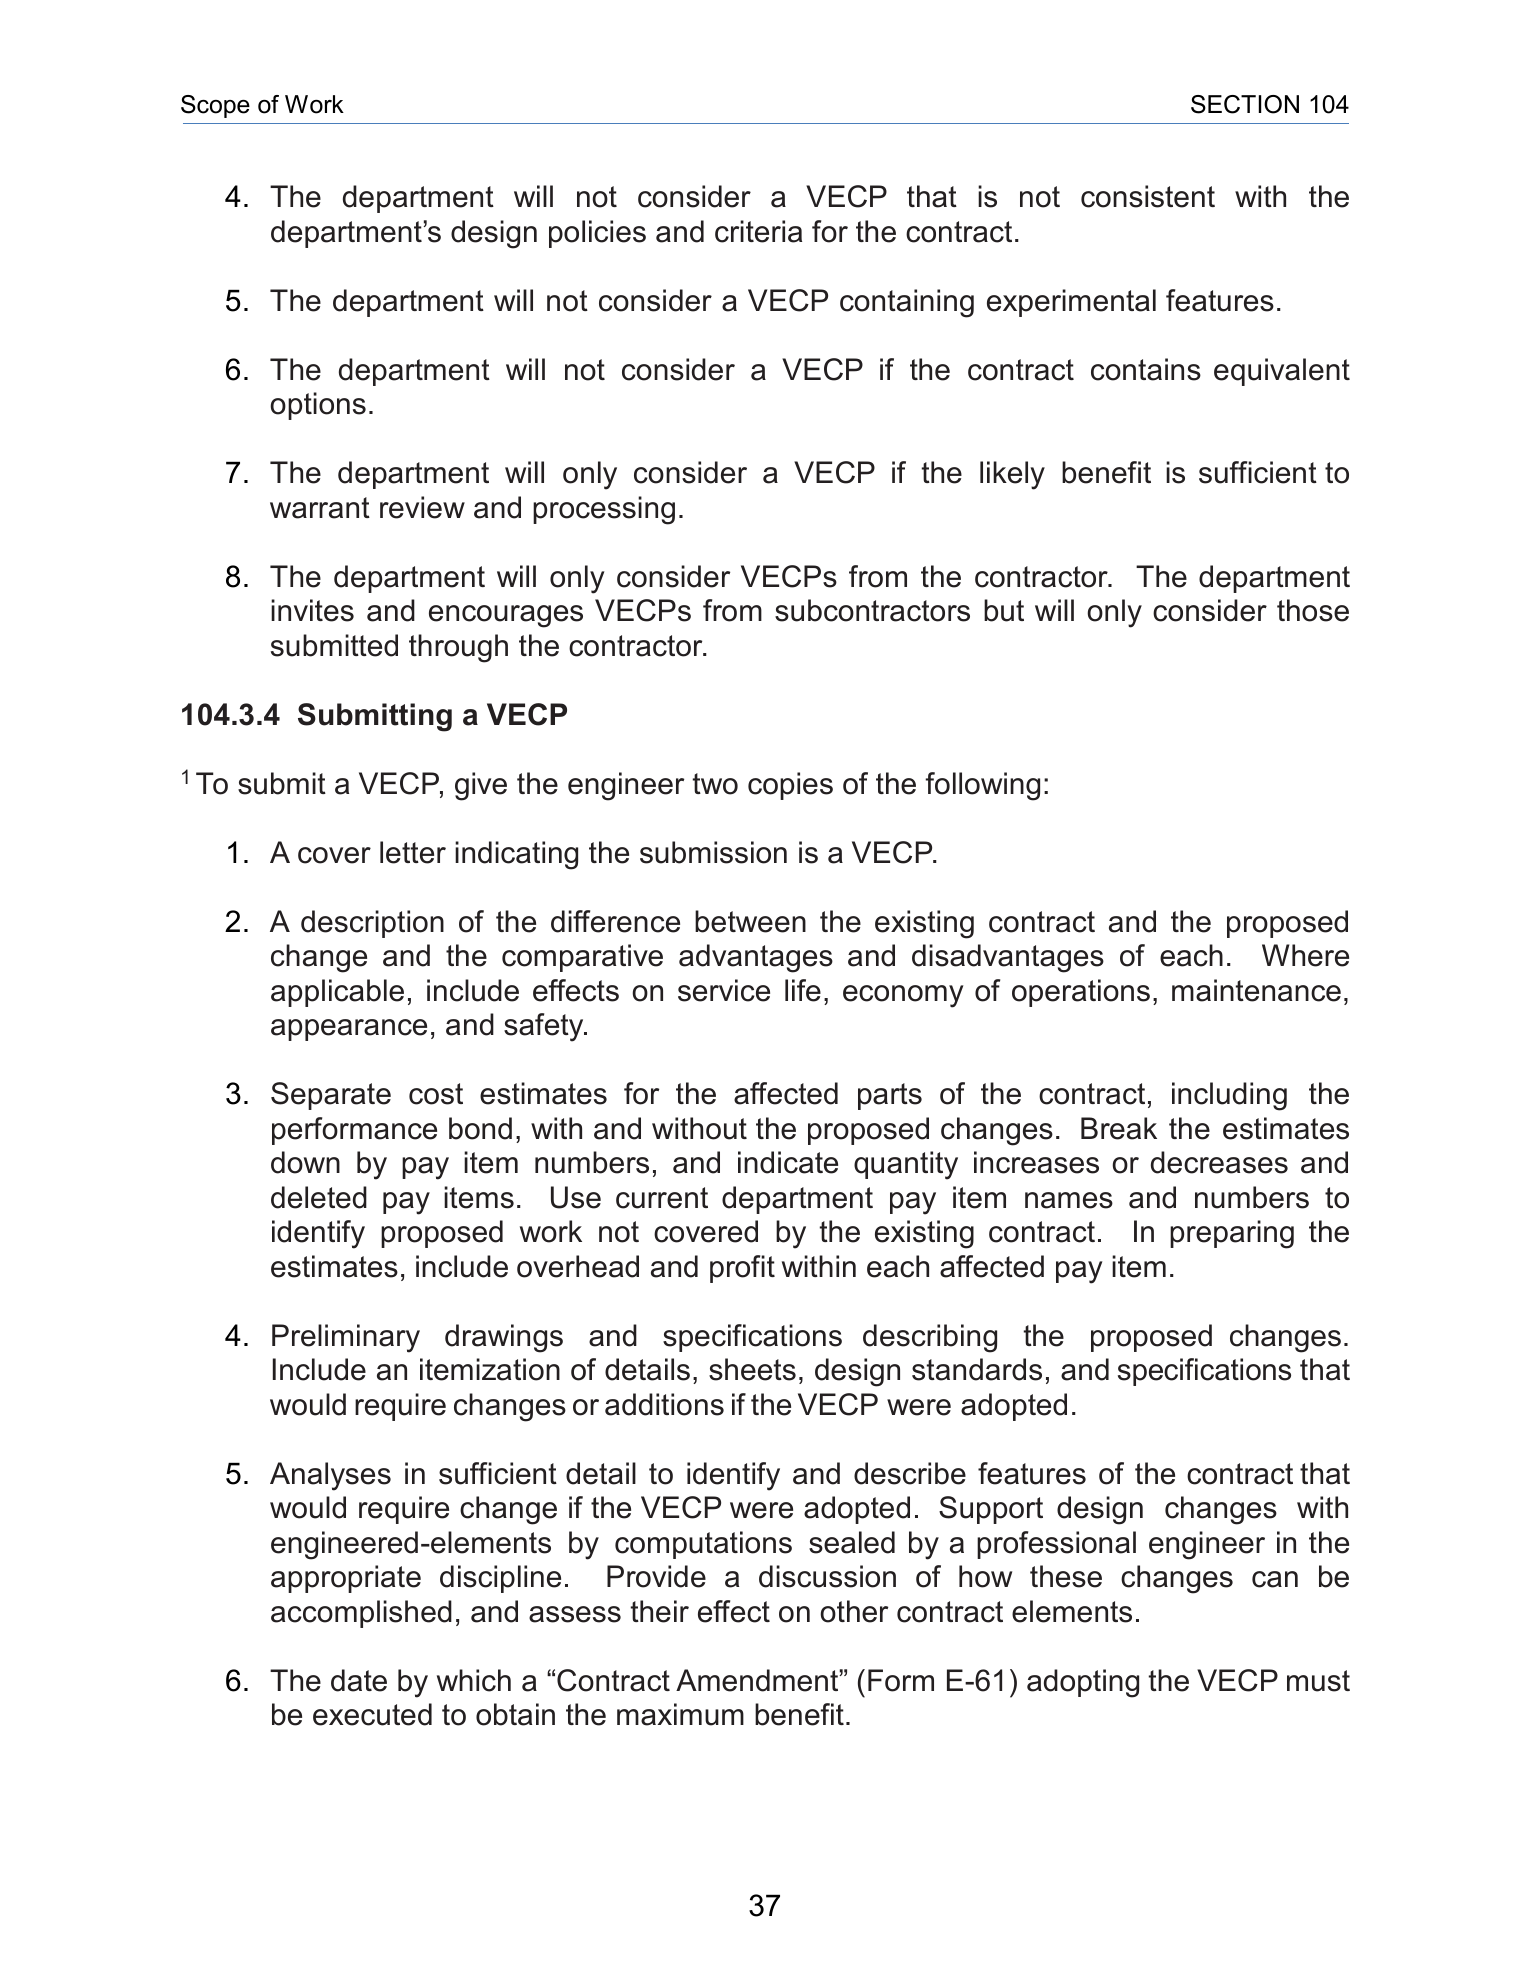 Scope of Work SECTION 104
4. The department will not consider a VECP that is not consistent with the
department’s design policies and criteria for the contract.
5. The department will not consider a VECP containing experimental features.
6. The department will not consider a VECP if the contract contains equivalent
options.
7. The department will only consider a VECP if the likely benefit is sufficient to
warrant review and processing.
8. The department will only consider VECPs from the contractor. The department
invites and encourages VECPs from subcontractors but will only consider those
submitted through the contractor.
104.3.4 Submitting a VECP
1 To submit a VECP, give the engineer two copies of the following:
1. A cover letter indicating the submission is a VECP.
2. A description of the difference between the existing contract and the proposed
change and the comparative advantages and disadvantages of each. Where
applicable, include effects on service life, economy of operations, maintenance,
appearance, and safety.
3. Separate cost estimates for the affected parts of the contract, including the
performance bond, with and without the proposed changes. Break the estimates
down by pay item numbers, and indicate quantity increases or decreases and
deleted pay items. Use current department pay item names and numbers to
identify proposed work not covered by the existing contract. In preparing the
estimates, include overhead and profit within each affected pay item.
4. Preliminary drawings and specifications describing the proposed changes.
Include an itemization of details, sheets, design standards, and specifications that
would require changes or additions if the VECP were adopted.
5. Analyses in sufficient detail to identify and describe features of the contract that
would require change if the VECP were adopted. Support design changes with
engineered-elements by computations sealed by a professional engineer in the
appropriate discipline. Provide a discussion of how these changes can be
accomplished, and assess their effect on other contract elements.
6. The date by which a “Contract Amendment” (Form E-61) adopting the VECP must
be executed to obtain the maximum benefit.
37